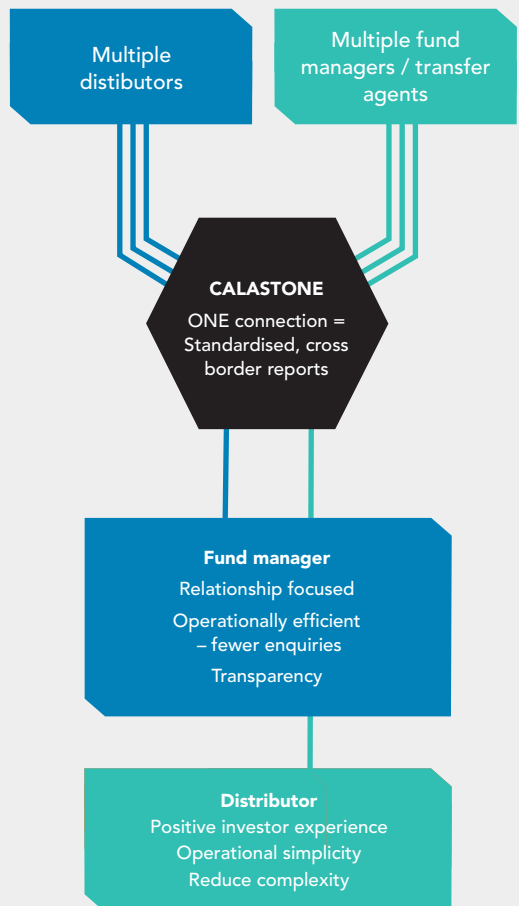 Multiple
distibutors
Multiple fund
managers / transfer
agents
CALASTONE
ONE connection =
Standardised, cross
border reports
Fund manager
Relationship focused
Operationally efficient
– fewer enquiries
Transparency
Distributor
Positive investor experience
Operational simplicity
Reduce complexity